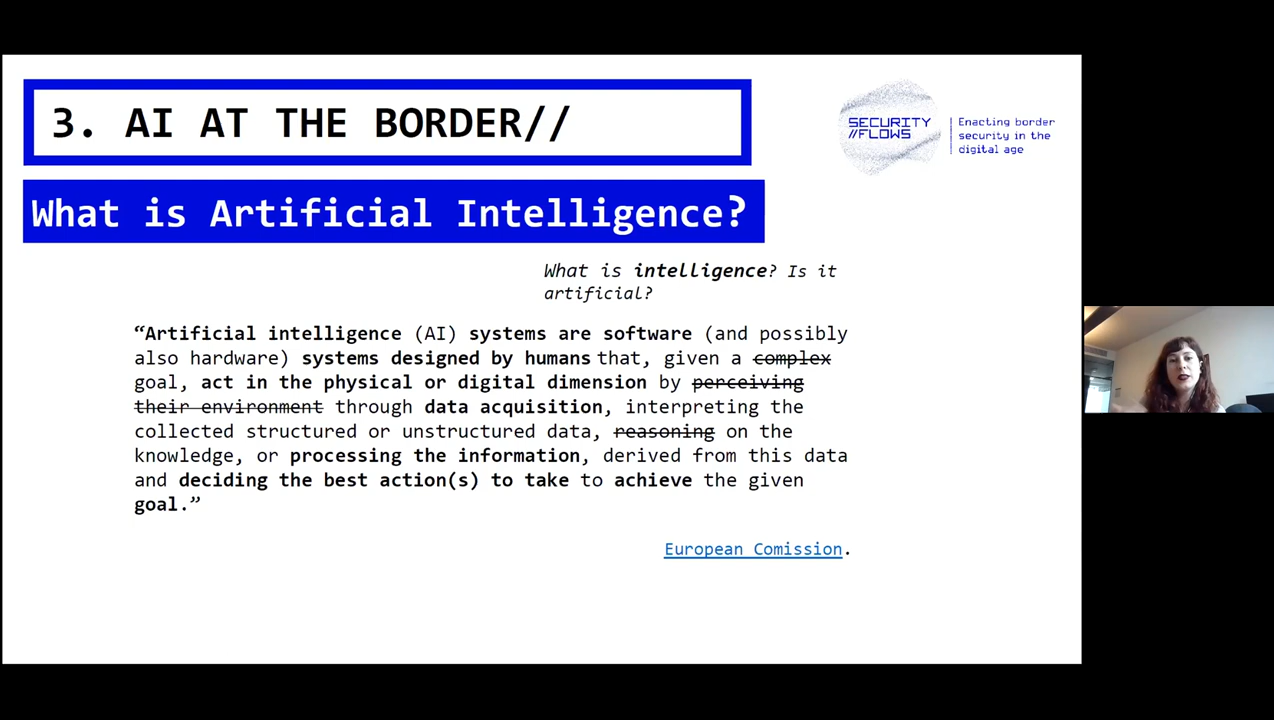 3. AI AT THE BORDER//
SECURITY
//FLOWS
Enacting border
security in the
digital age
What is Artificial Intelligence?
What is intelligence? Is it
artificial?
“Artificial intelligence (AI) systems are software (and possibly
also hardware) systems designed by humans that, given a complex
goal, act in the physical or digital dimension by perceiving
their environment through data acquisition, interpreting the
collected structured or unstructured data, reasoning on the
knowledge, or processing the information, derived from this data
and deciding the best action(s) to take to achieve the given
goal.”
European Comission.